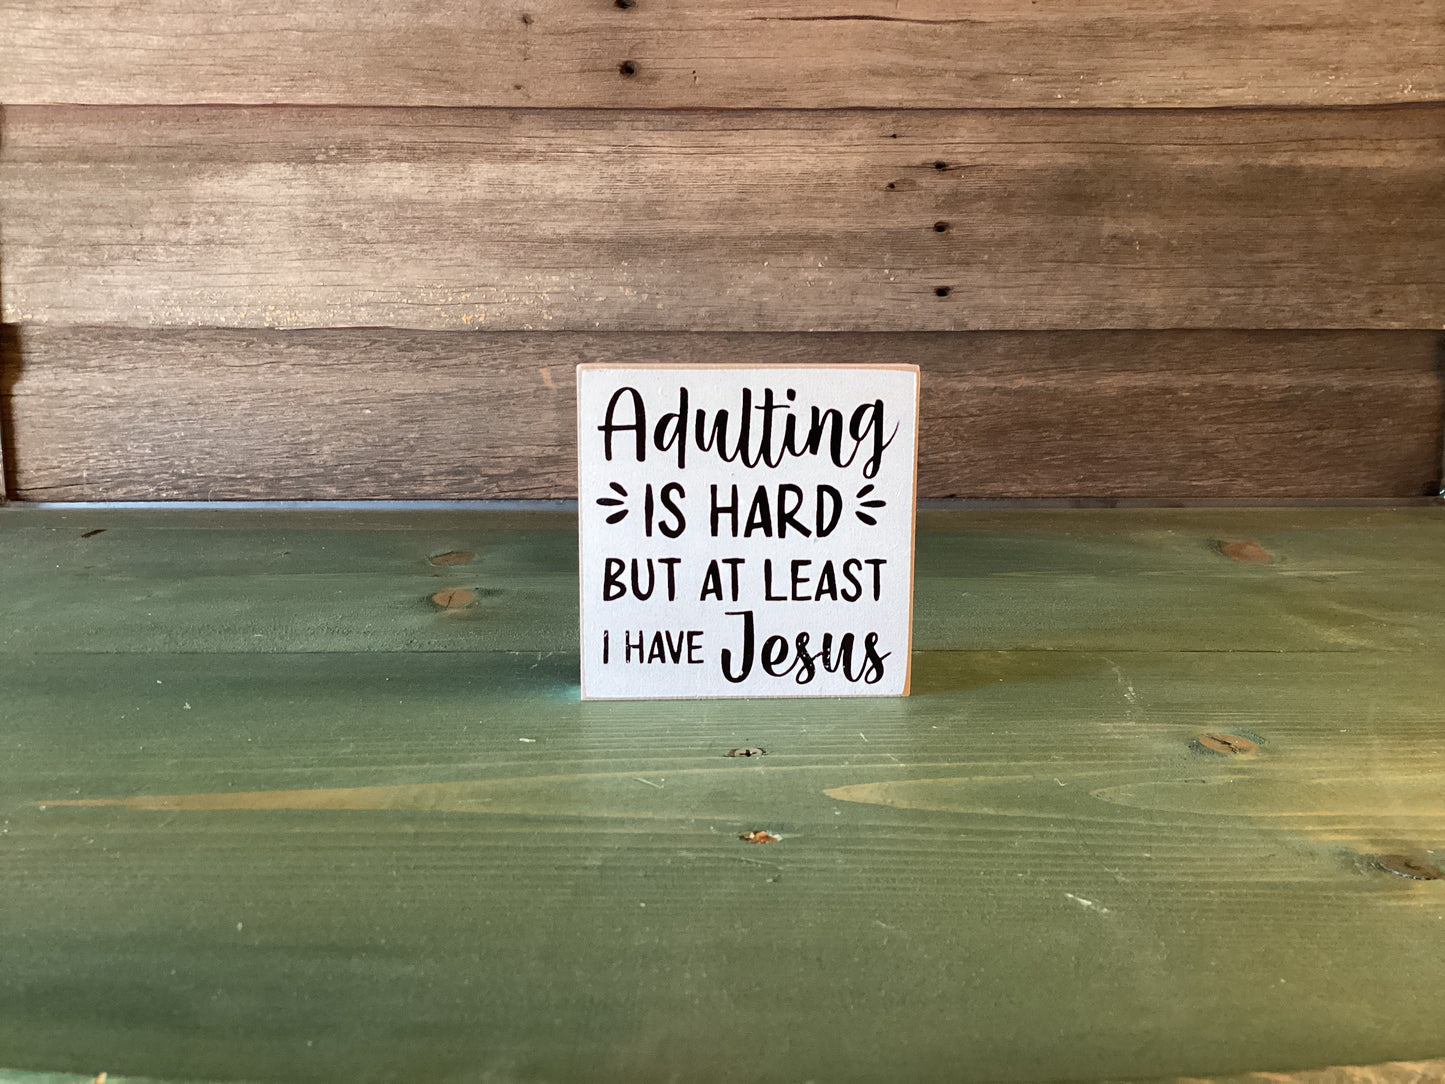 Adulting
IS HARD
BUT AT LEAST
I HAVE Jesus